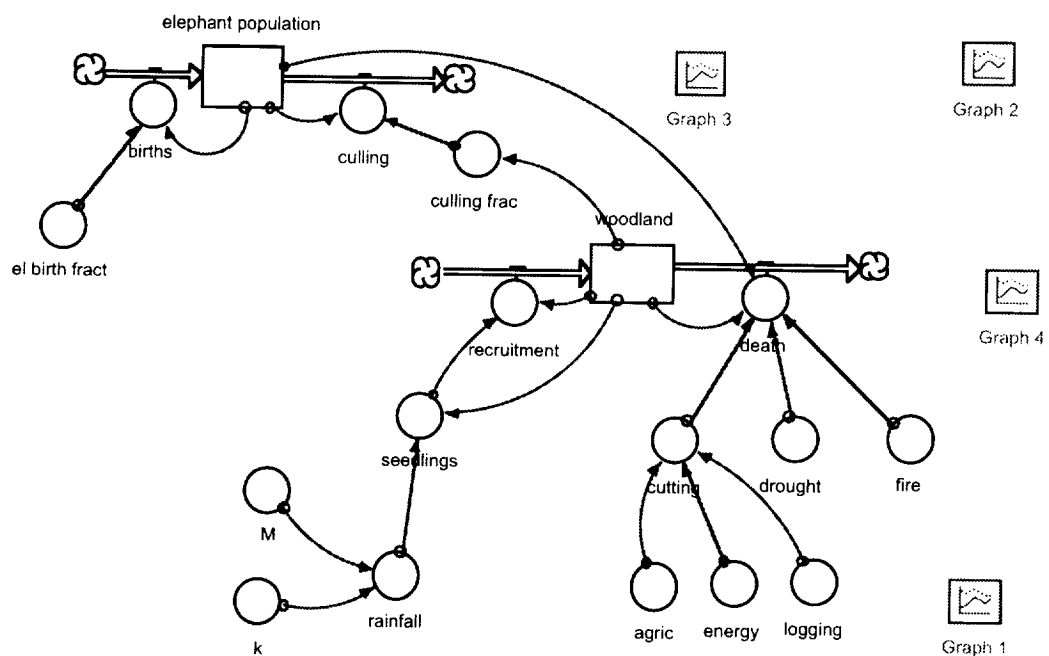 elephant population
Graph 3
Graph 2
births
culling
culling frac
el birth fract
woodland
recruitment
death
Graph 4
seedlings
cutting
drought
fire
M
rainfall
k
agric
energy
logging
Graph 1